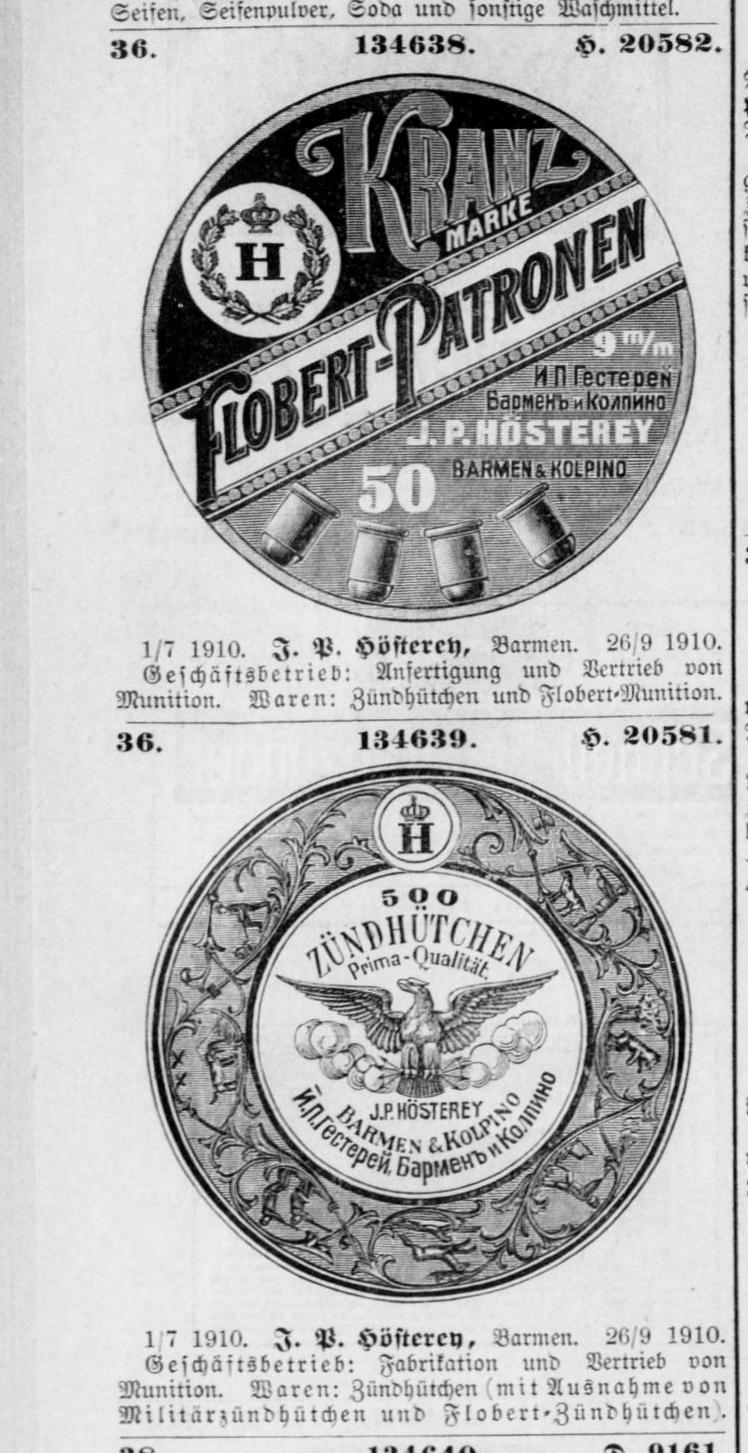 Seifen, Seifenpulver, Soda und sonstige Waschmittel.
36. 134638. H. 20582.
KRANZ
MARKE
H
FLOBERT-PATRONEN
9 m/m
И П Гестерей
Барменъ и Колпино
J.P. HÖSTEREY
50 BARMEN & KOLPINO
1/7 1910. J. P. Hösterey, Barmen. 26/9 1910.
Geschäftsbetrieb: Anfertigung und Vertrieb von
Munition. Waren: Zündhütchen und Flobert-Munition.
36. 134639. H. 20581.
H
500
ZÜNDHÜTCHEN
Prima-Qualität
J.P. HÖSTEREY
BARMEN & KOLPINO
И.П.Гестерей, Барменъ и Колпино
1/7 1910. J. P. Hösterey, Barmen. 26/9 1910.
Geschäftsbetrieb: Fabrikation und Vertrieb von
Munition. Waren: Zündhütchen (mit Ausnahme von
Militärzündhütchen und Flobert-Zündhütchen).
38. 134640. 9161.